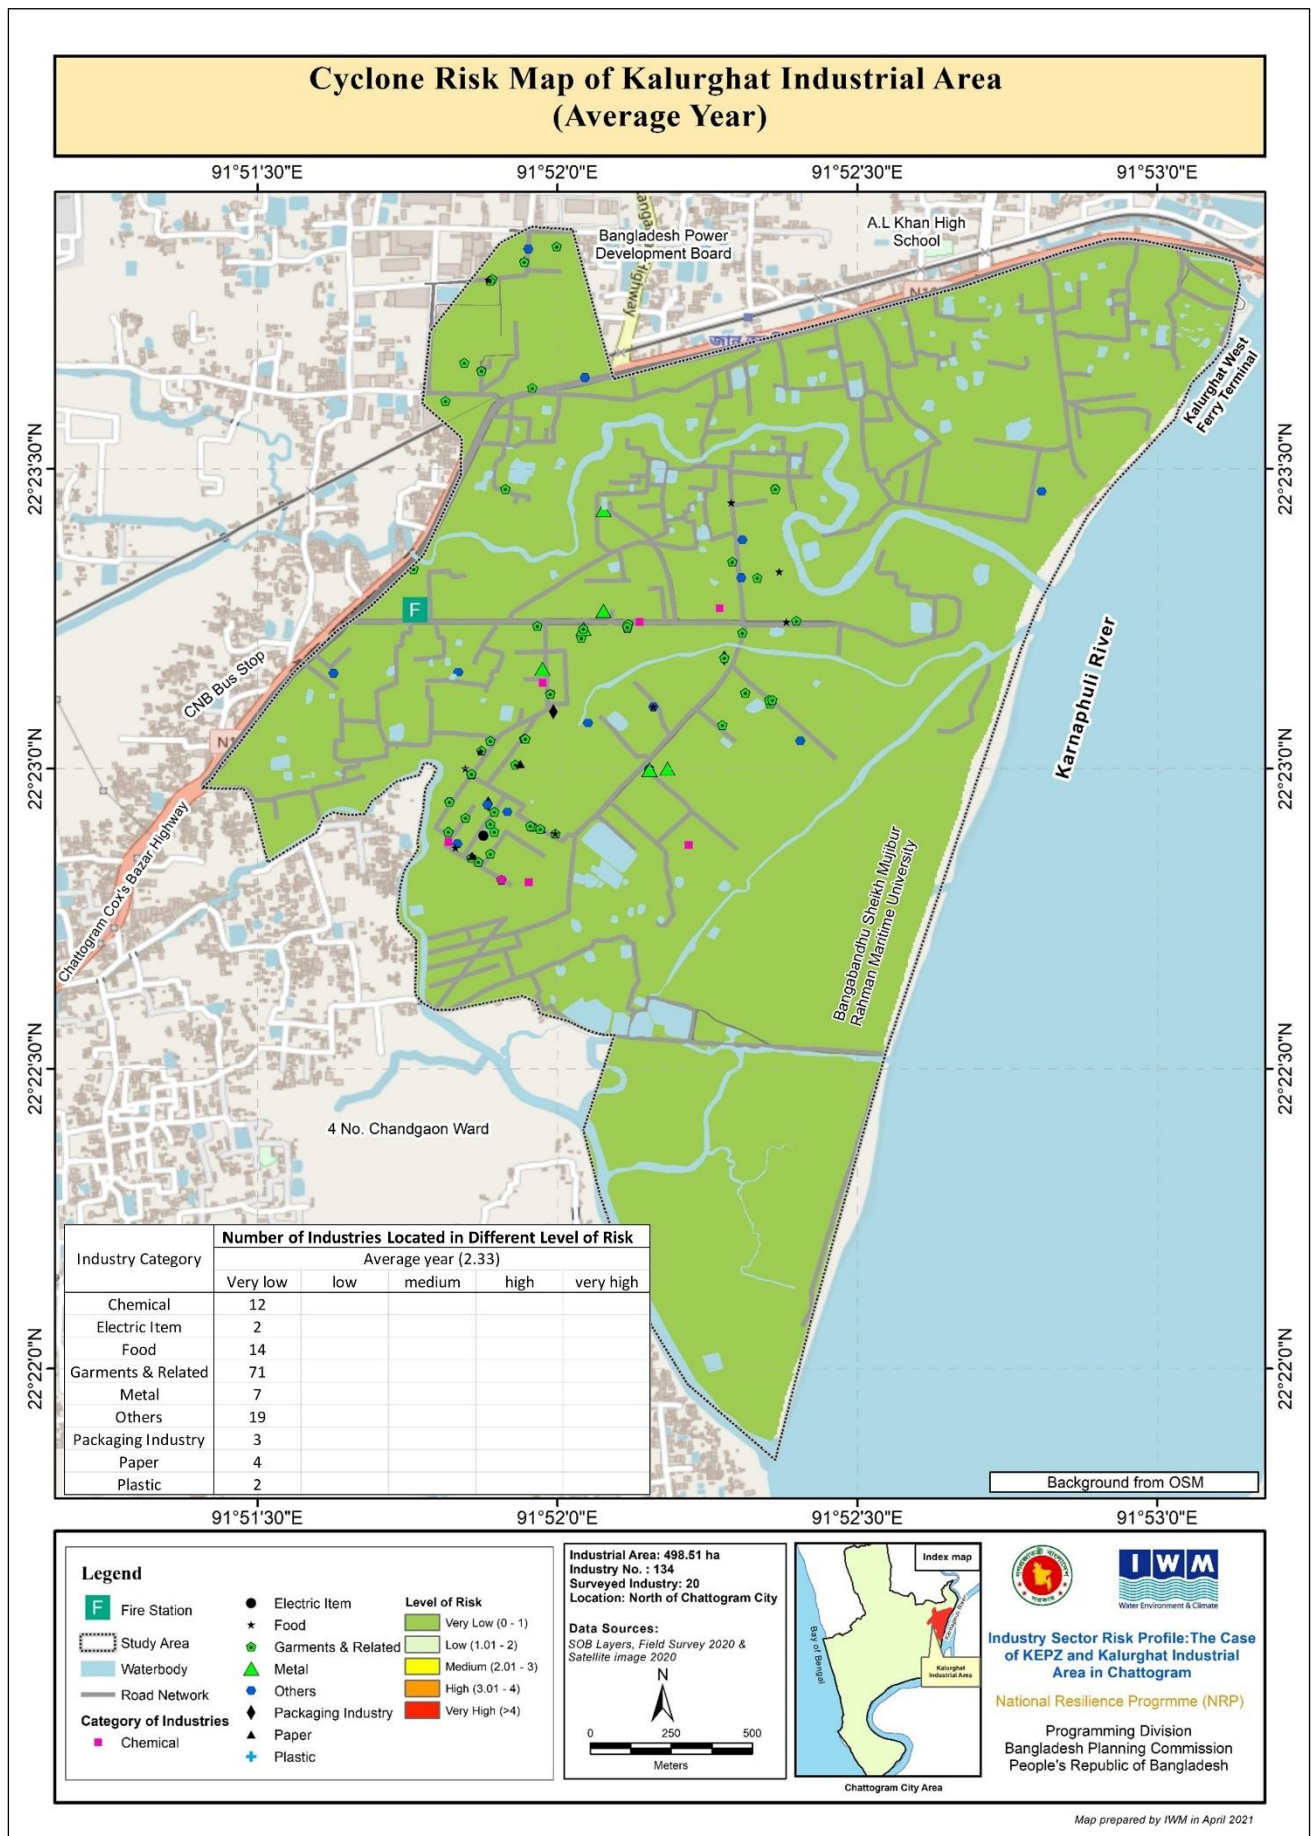 Cyclone Risk Map of Kalurghat Industrial Area
(Average Year)
91°51'30"E
91°52'0"E
91°52'30"E
91°53'0"E
22°23'30"N
22°23'0"N
22°22'30"N
22°22'0"N
22°23'30"N
22°23'0"N
22°22'30"N
22°22'0"N
Bangladesh Power
Development Board
A.L Khan High
School
Highway
Kalurghat West
Ferry Terminal
F
CNB Bus Stop
N1
Chattogram Cox's Bazar Highway
Karnaphuli River
Bangabandhu Sheikh Mujibur
Rahman Maritime University
4 No. Chandgaon Ward
Industry Category
Number of Industries Located in Different Level of Risk
Average year (2.33)
Very low low medium high very high
Chemical 12
Electric Item 2
Food 14
Garments & Related 71
Metal 7
Others 19
Packaging Industry 3
Paper 4
Plastic 2
Background from OSM
91°51'30"E
91°52'0"E
91°52'30"E
91°53'0"E
Legend
F Fire Station
Study Area
Waterbody
Road Network
Category of Industries
Chemical
Electric Item
Food
Garments & Related
Metal
Others
Packaging Industry
Paper
Plastic
Level of Risk
Very Low (0 - 1)
Low (1.01 - 2)
Medium (2.01 - 3)
High (3.01 - 4)
Very High (>4)
Industrial Area: 498.51 ha
Industry No. : 134
Surveyed Industry: 20
Location: North of Chattogram City
Data Sources:
SOB Layers, Field Survey 2020 &
Satellite image 2020
N
0 250 500
Meters
Index map
Bay of Bengal
Karnaphuli River
Kalurghat
Industrial Area
Chattogram City Area
IWM
Water Environment & Climate
Industry Sector Risk Profile:The Case
of KEPZ and Kalurghat Industrial
Area in Chattogram
National Resilience Progrmme (NRP)
Programming Division
Bangladesh Planning Commission
People's Republic of Bangladesh
Map prepared by IWM in April 2021